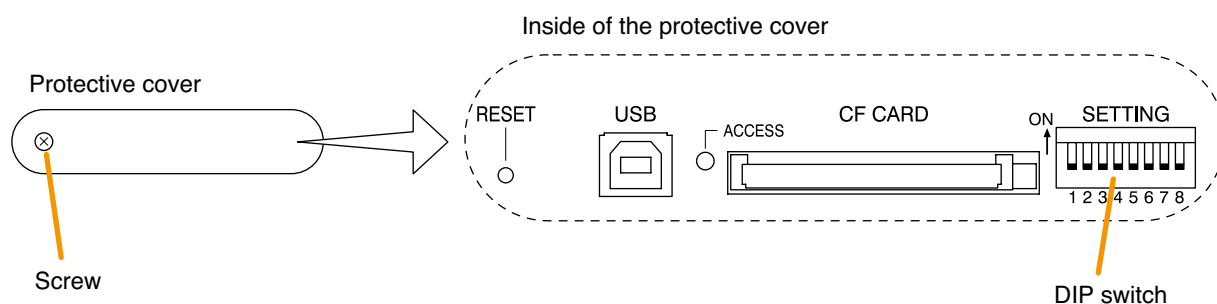 Inside of the protective cover
Protective cover
RESET
USB
ACCESS
CF CARD
ON
SETTING
1 2 3 4 5 6 7 8
Screw
DIP switch